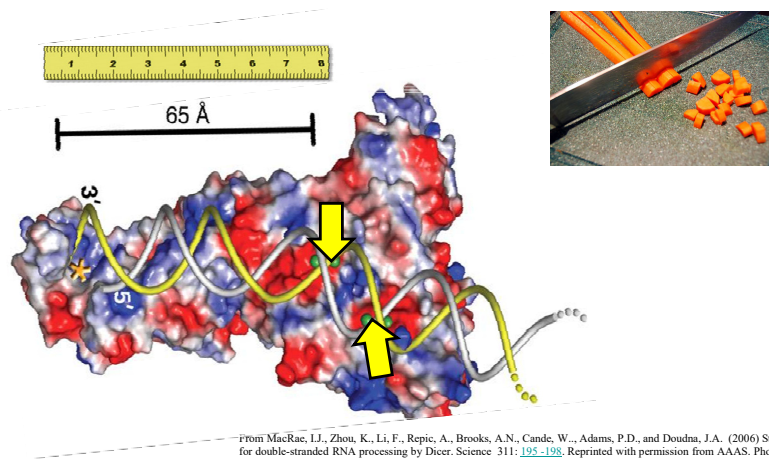 1 2 3 4 5 6 7 8
65 Å
3'
5'
From MacRae, I.J., Zhou, K., Li, F., Repic, A., Brooks, A.N., Cande, W.., Adams, P.D., and Doudna, J.A. (2006)
for double-stranded RNA processing by Dicer. Science 311: 195-198. Reprinted with permission from AAAS.